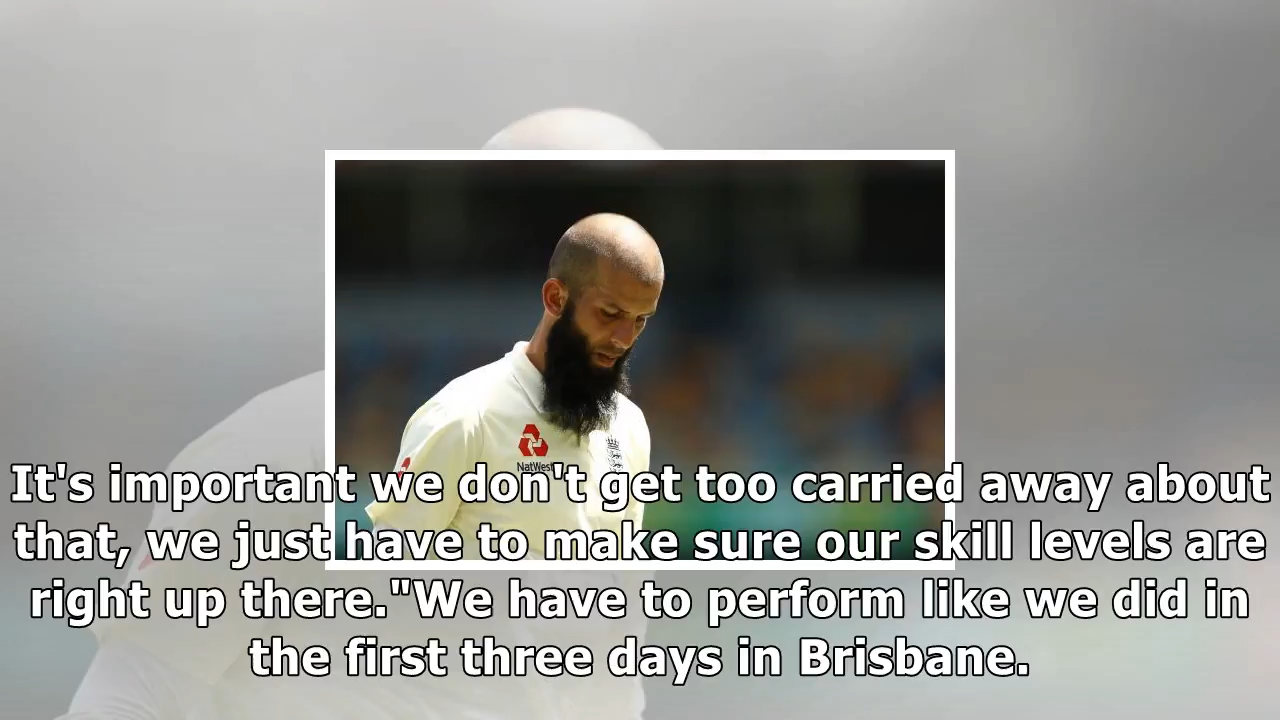 NatWest
It's important we don't get too carried away about
that, we just have to make sure our skill levels are
right up there."We have to perform like we did in
the first three days in Brisbane.